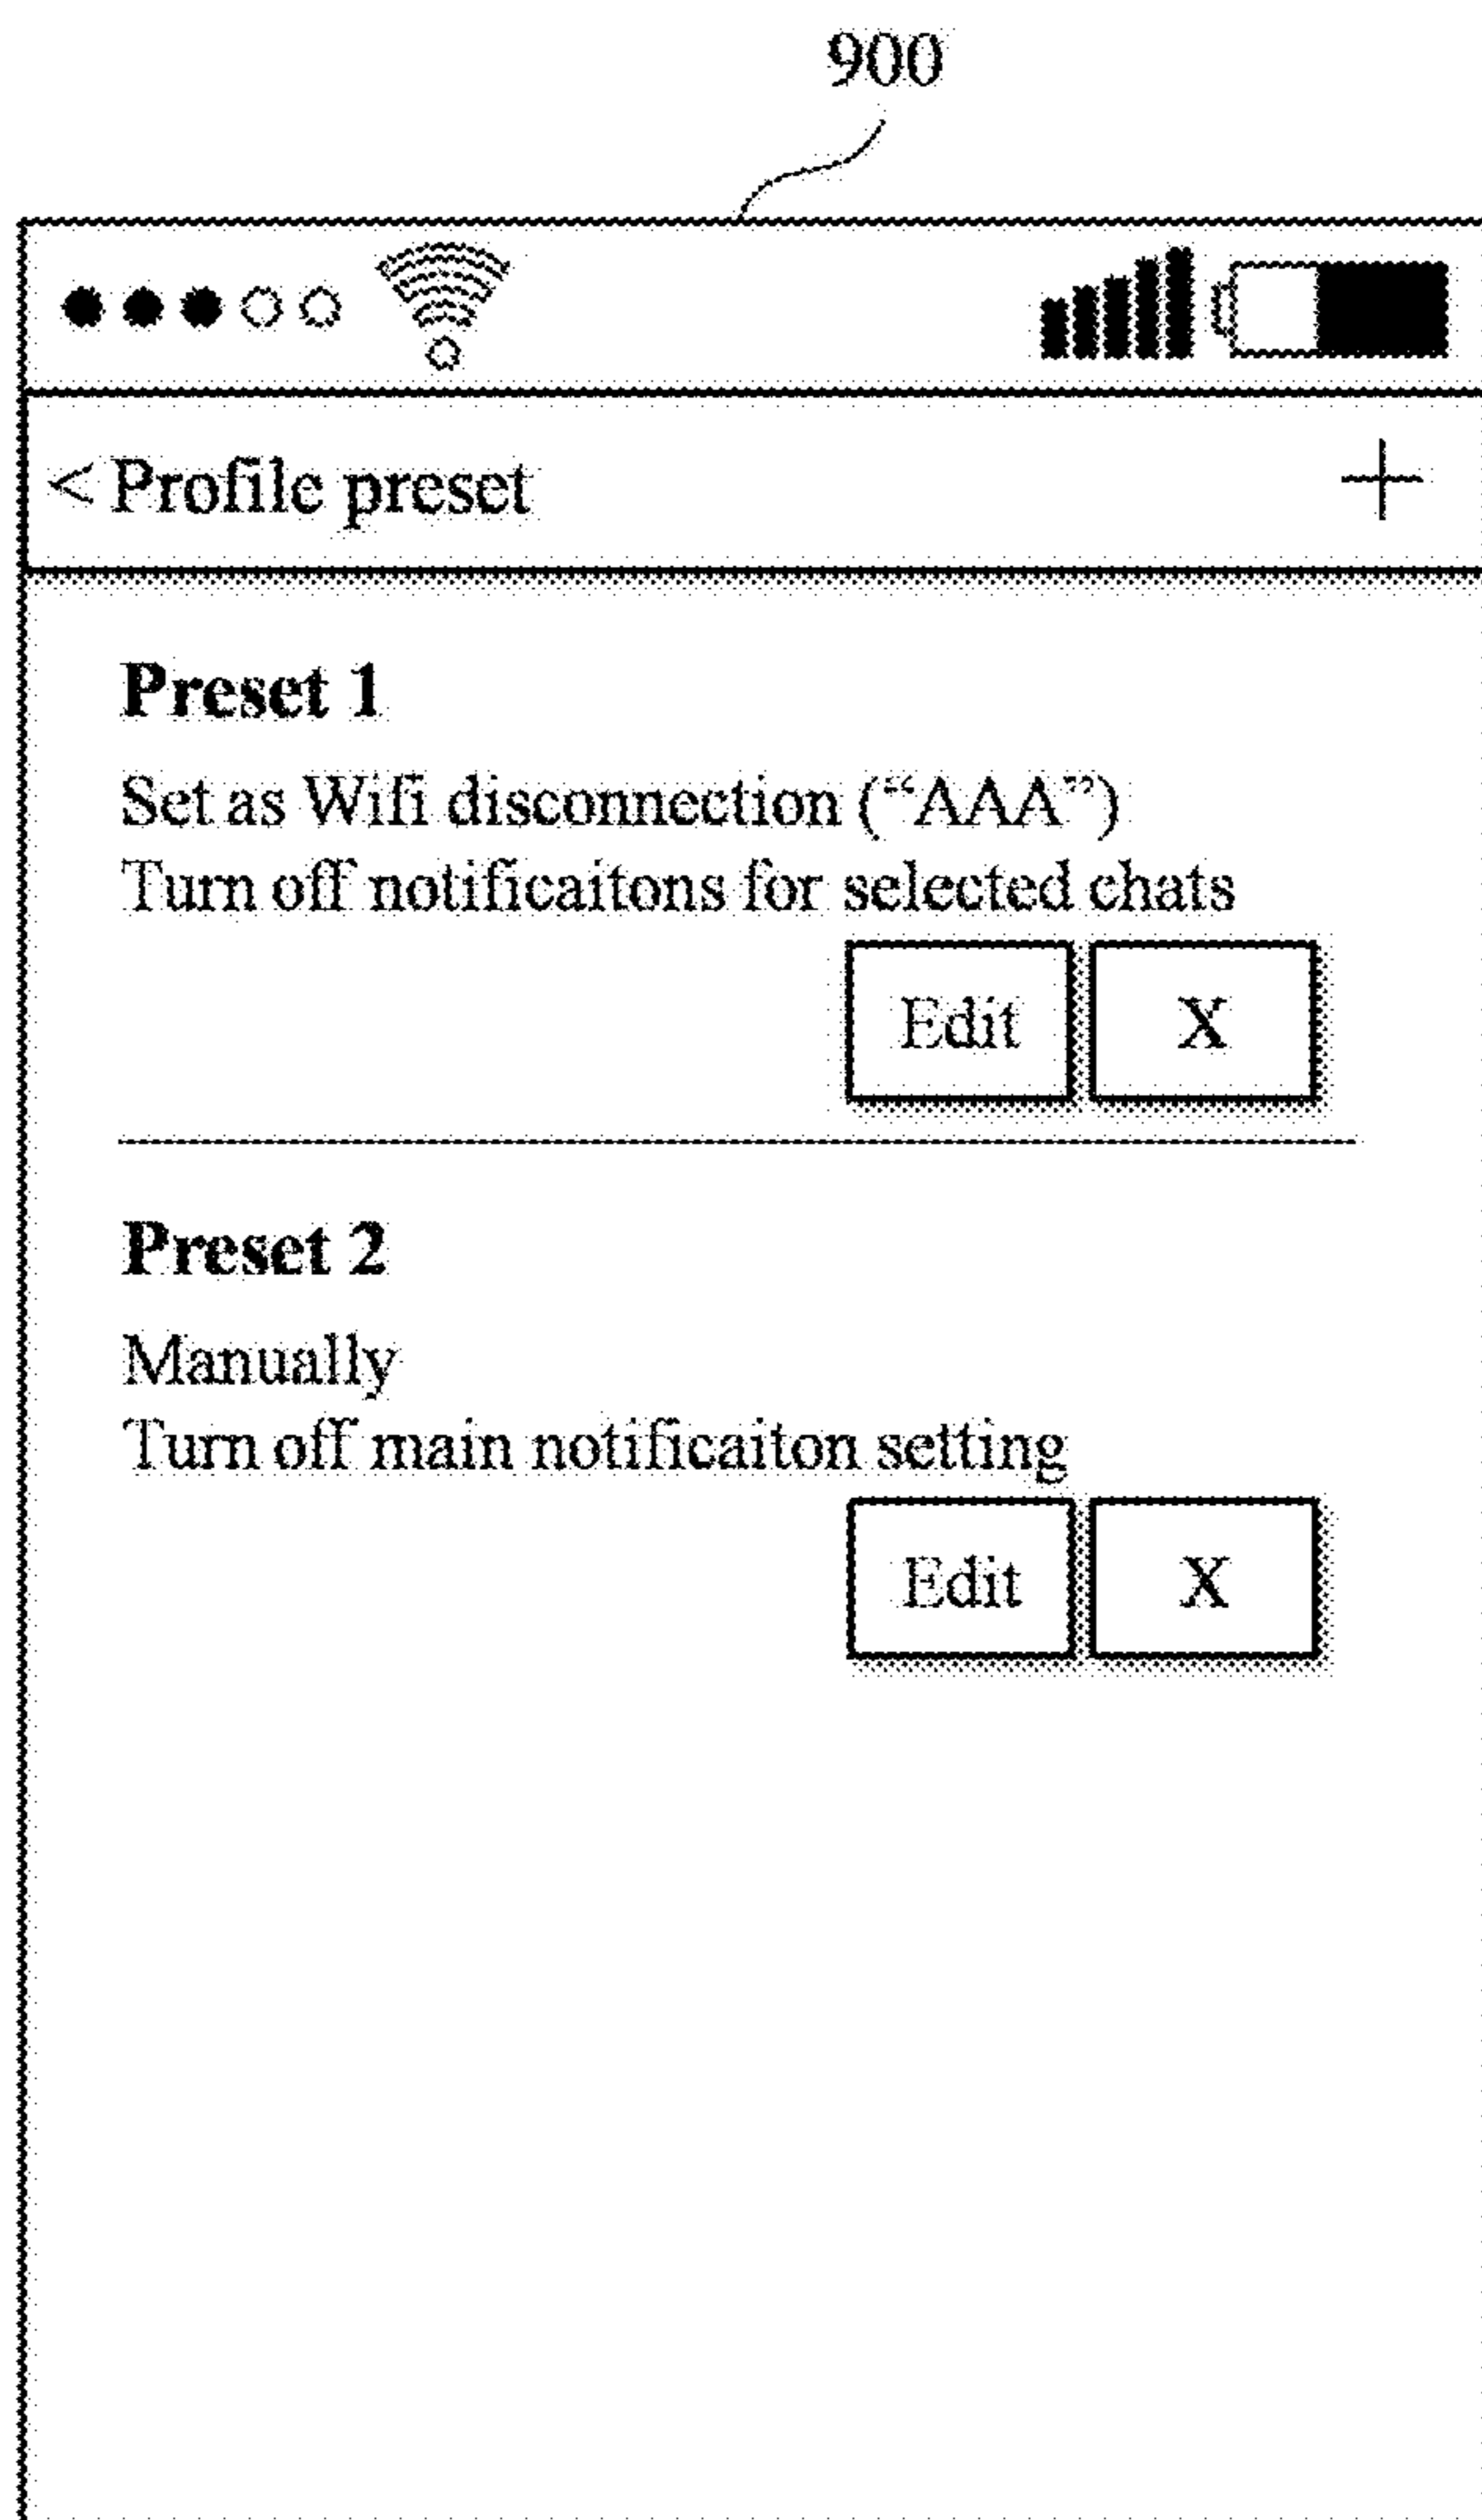 900
< Profile preset +
Preset 1
Set as Wifi disconnection (“AAA”)
Turn off notificaitons for selected chats
Edit X
Preset 2
Manually
Turn off main notificaiton setting
Edit X